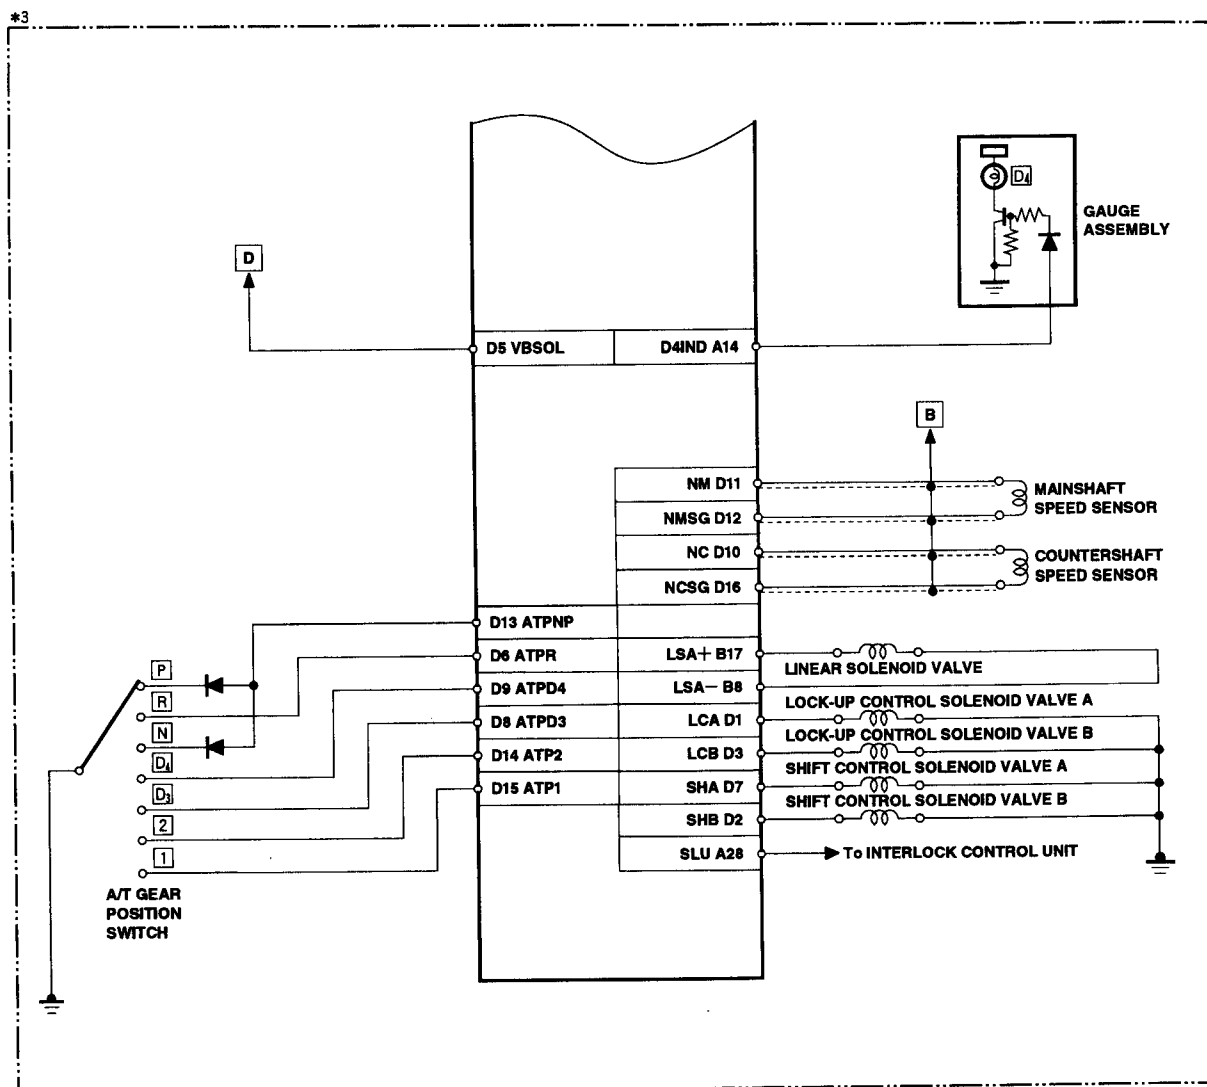 *3
D4
GAUGE
ASSEMBLY
D
D5 VBSOL
D4IND A14
B
NM D11
NMSG D12
NC D10
NCSG D16
MAINSHAFT
SPEED SENSOR
COUNTERSHAFT
SPEED SENSOR
D13 ATPNP
D6 ATPR
D9 ATPD4
D8 ATPD3
D14 ATP2
D15 ATP1
LSA+ B17
LSA− B8
LCA D1
LCB D3
SHA D7
SHB D2
SLU A28
LINEAR SOLENOID VALVE
LOCK-UP CONTROL SOLENOID VALVE A
LOCK-UP CONTROL SOLENOID VALVE B
SHIFT CONTROL SOLENOID VALVE A
SHIFT CONTROL SOLENOID VALVE B
To INTERLOCK CONTROL UNIT
P
R
N
D4
D3
2
1
A/T GEAR
POSITION
SWITCH